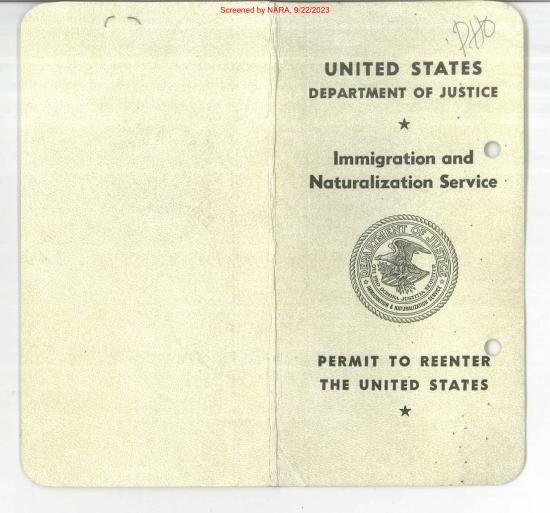 Screened by NARA, 9/22/2023
UNITED STATES
DEPARTMENT OF JUSTICE
★
Immigration and
Naturalization Service
DEPARTMENT OF JUSTICE
QUI PRO DOMINA JUSTITIA SEQUITUR
IMMIGRATION & NATURALIZATION SERVICE
PERMIT TO REENTER
THE UNITED STATES
★